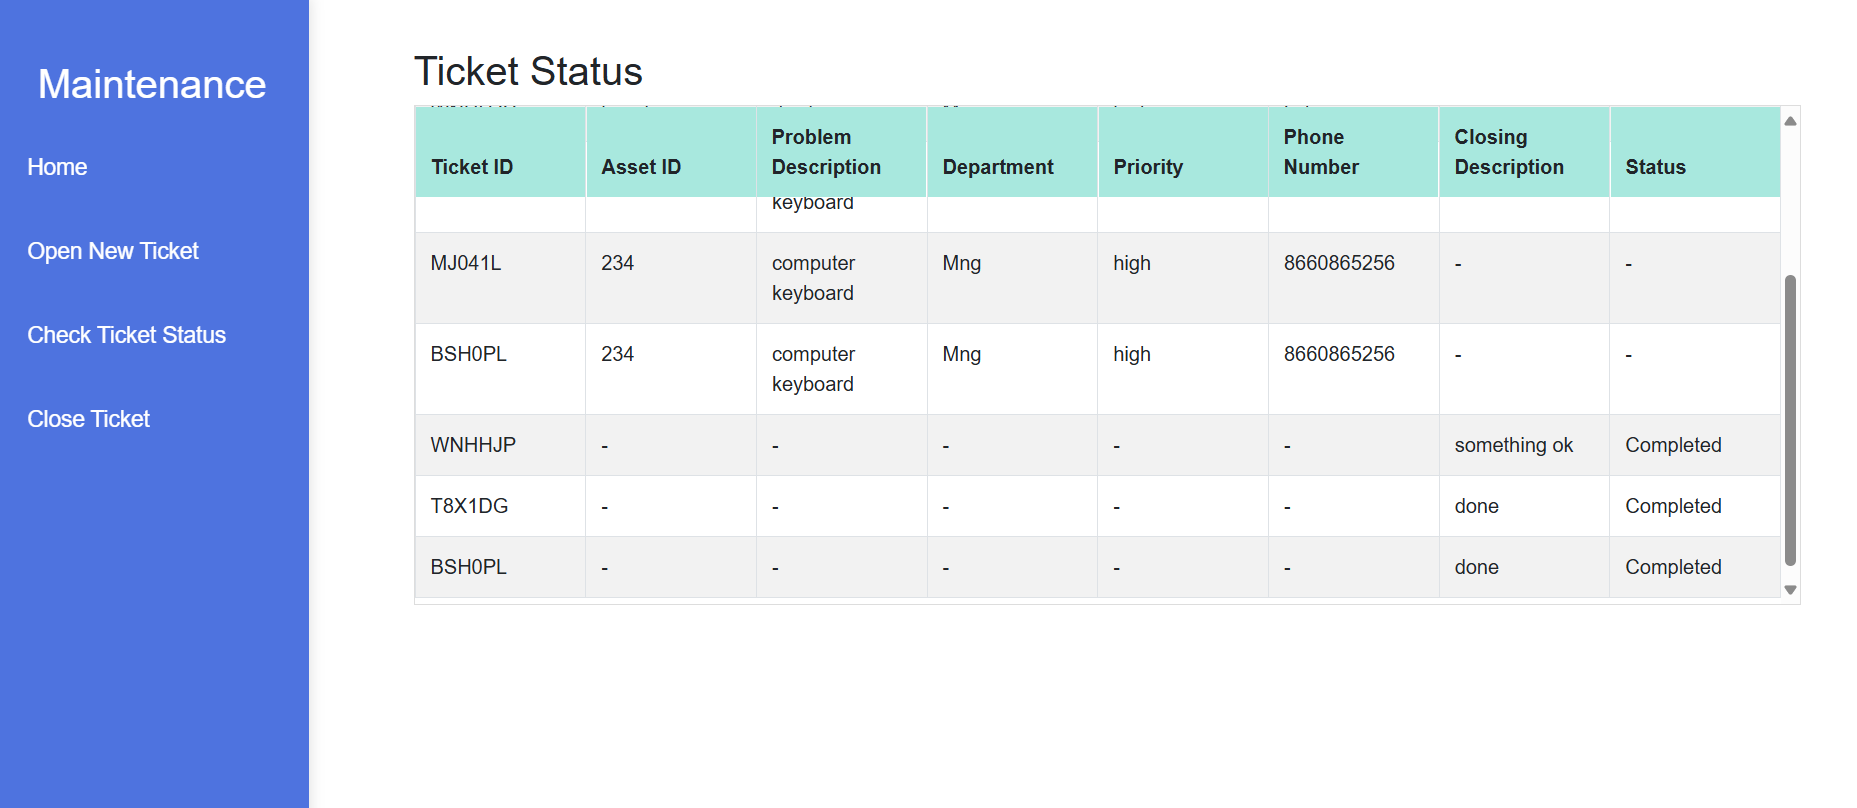 Maintenance
Home
Open New Ticket
Check Ticket Status
Close Ticket
Ticket Status
Ticket ID Asset ID Problem Description Department Priority Phone Number Closing Description Status
keyboard
MJ041L 234 computer keyboard Mng high 8660865256 - -
BSH0PL 234 computer keyboard Mng high 8660865256 - -
WNHHJP - - - - - something ok Completed
T8X1DG - - - - - done Completed
BSH0PL - - - - - done Completed